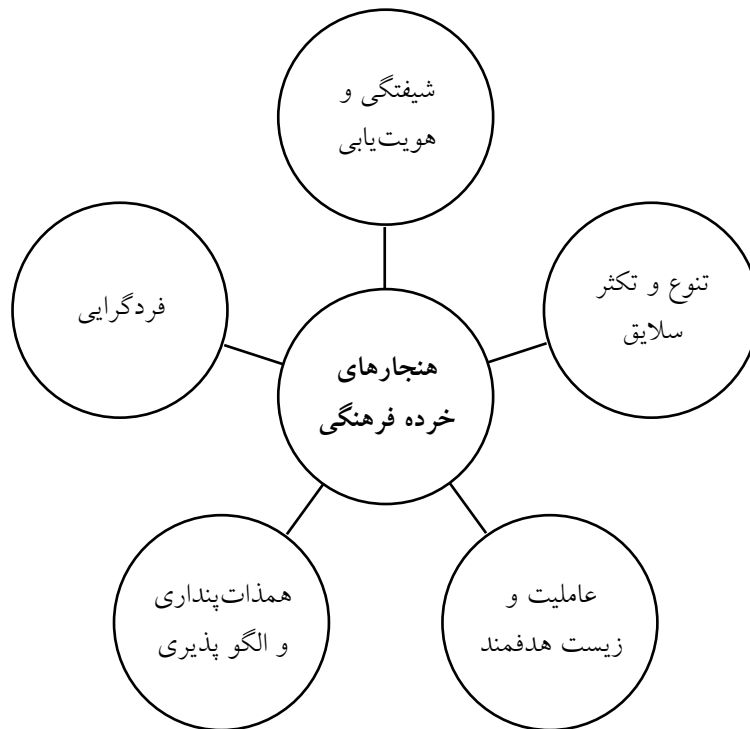 شیفتگی و
هویت‌یابی
تنوع و تکثر
سلایق
فردگرایی
هنجارهای
خرده فرهنگی
عاملیت و
زیست هدفمند
همذات‌پنداری
و الگو پذیری